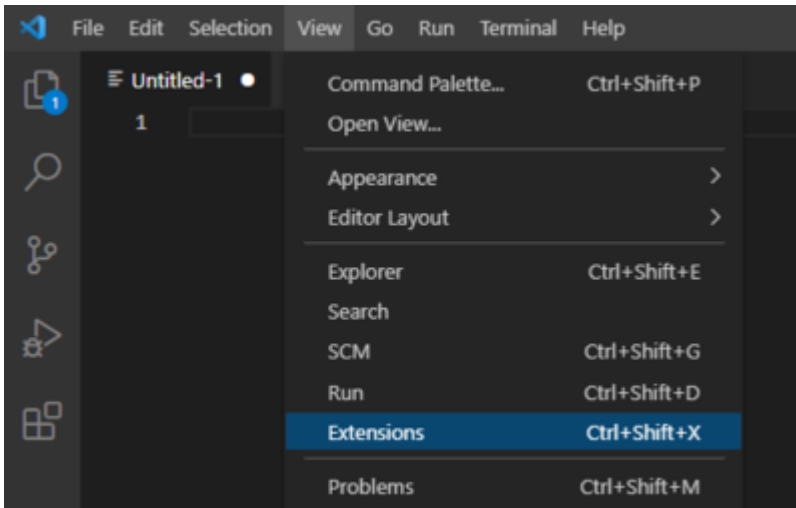 File Edit Selection View Go Run Terminal Help
Untitled-1
1
1
Command Palette... Ctrl+Shift+P
Open View...
Appearance
Editor Layout
Explorer Ctrl+Shift+E
Search
SCM Ctrl+Shift+G
Run Ctrl+Shift+D
Extensions Ctrl+Shift+X
Problems Ctrl+Shift+M